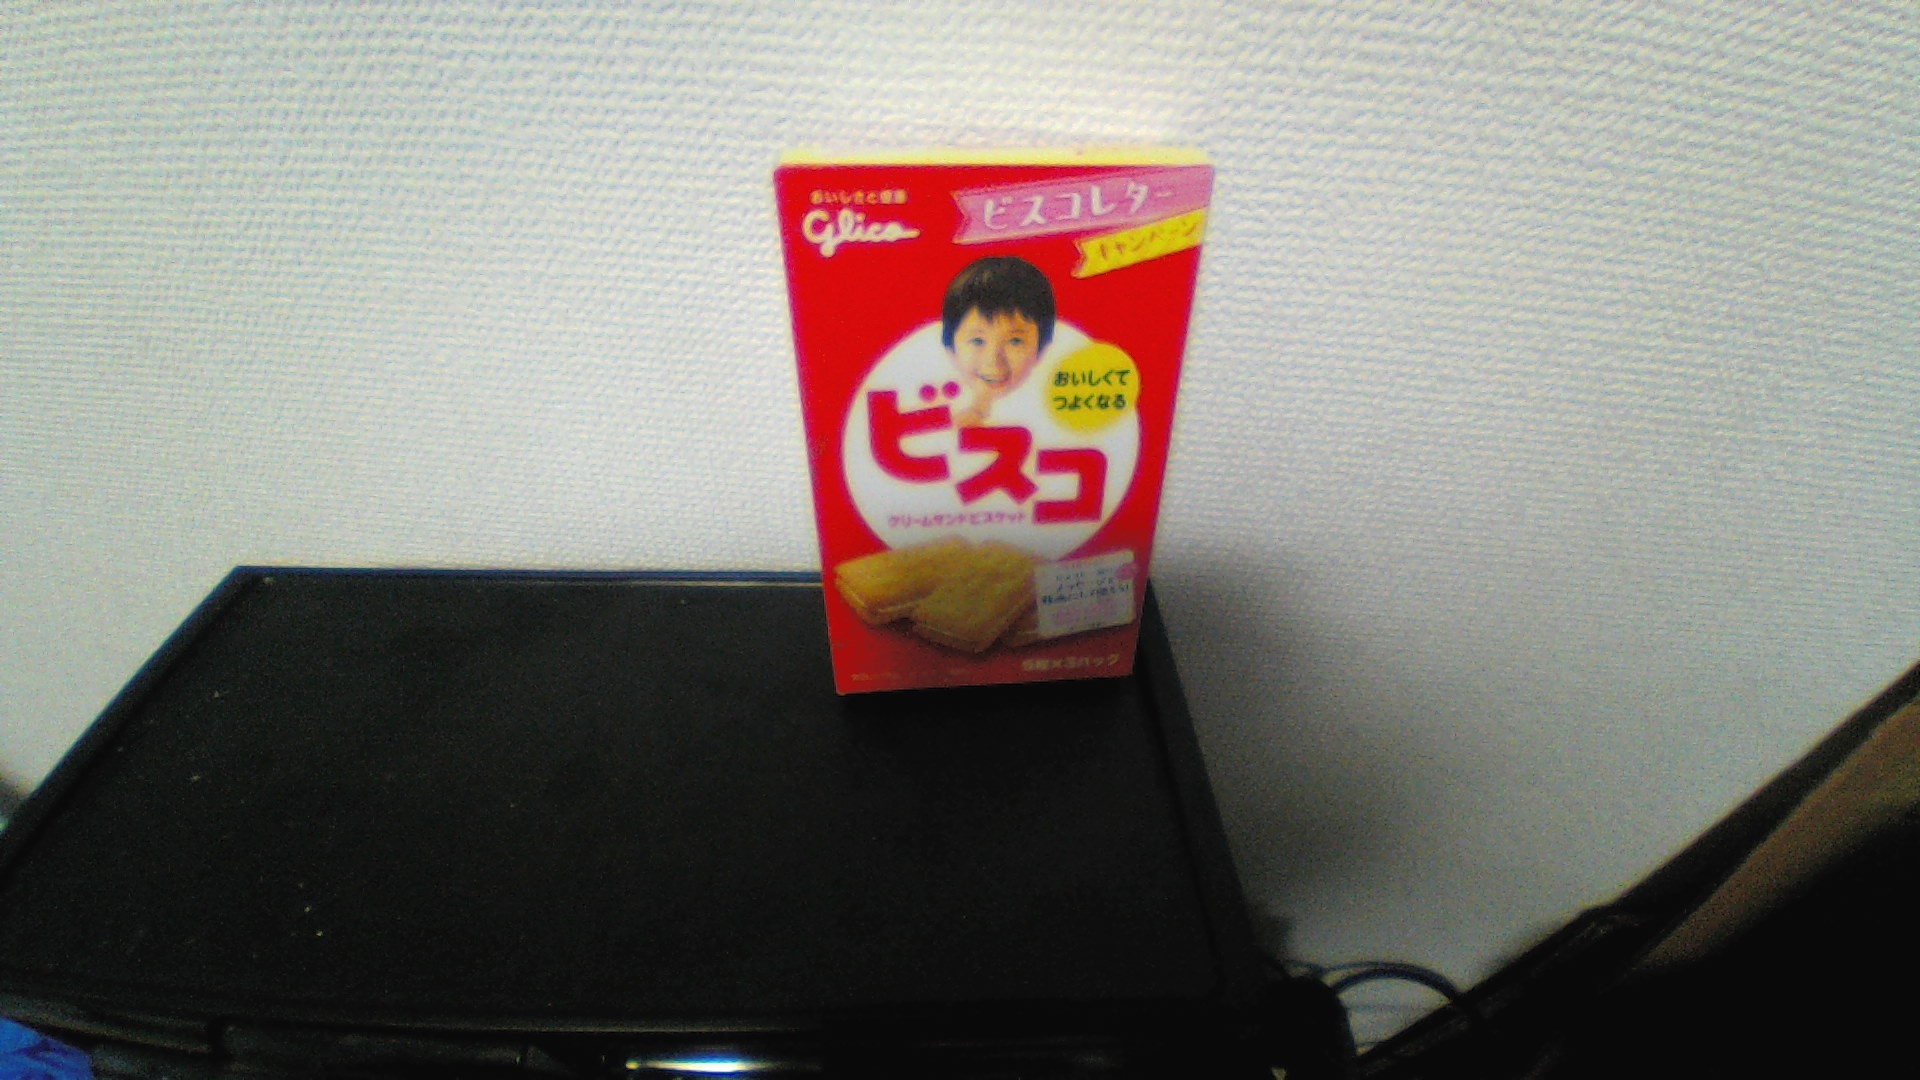 おいしさと健康
Glico
ビスコレター
キャンペーン
おいしくて
つよくなる
ビスコ
クリームサンドビスケット
5枚×3パック